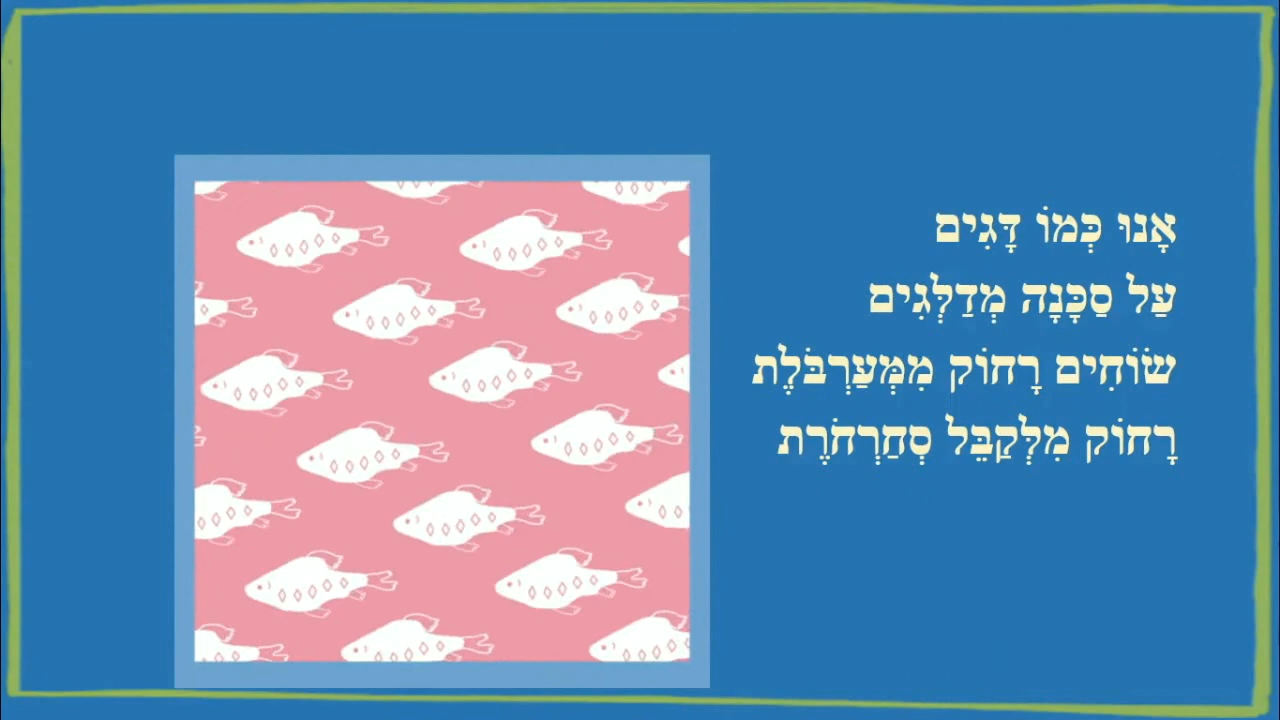 אָנוּ כְּמוֹ דָּגִים
עַל סַכָּנָה מְדַלְּגִים
שׂוֹחִים רָחוֹק מִמְּעַרְבֹּלֶת
רָחוֹק מִלְּקַבֵּל סְחַרְחֹרֶת